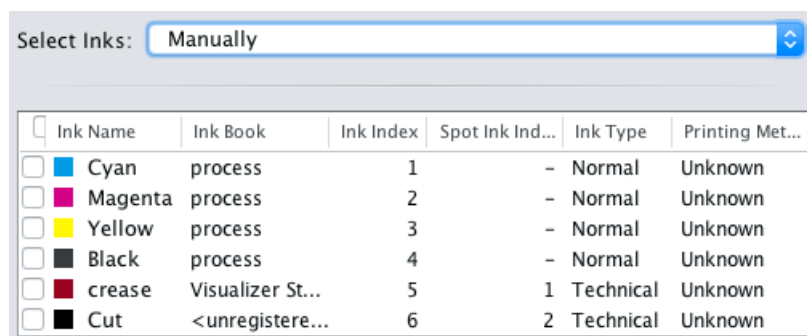 Select Inks: Manually
Ink Name Ink Book Ink Index Spot Ink Ind... Ink Type Printing Met...
Cyan process 1 – Normal Unknown
Magenta process 2 – Normal Unknown
Yellow process 3 – Normal Unknown
Black process 4 – Normal Unknown
crease Visualizer St... 5 1 Technical Unknown
Cut <unregistere... 6 2 Technical Unknown